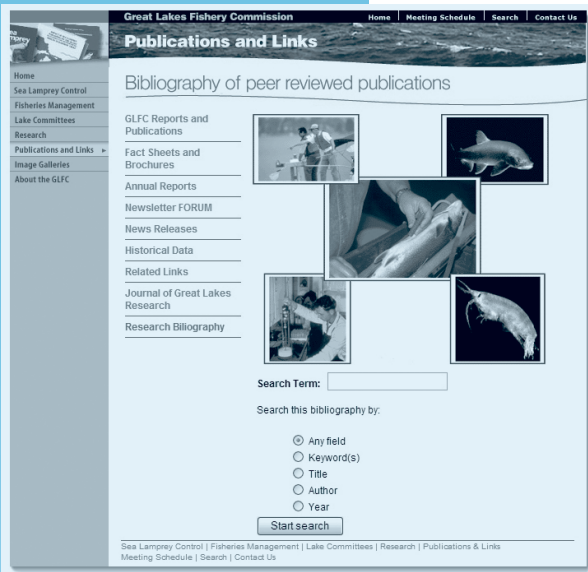 Great Lakes Fishery Commission
Home | Meeting Schedule | Search | Contact Us
Publications and Links
Home
Sea Lamprey Control
Fisheries Management
Lake Committees
Research
Publications and Links
Image Galleries
About the GLFC
Bibliography of peer reviewed publications
GLFC Reports and
Publications
Fact Sheets and
Brochures
Annual Reports
Newsletter FORUM
News Releases
Historical Data
Related Links
Journal of Great Lakes
Research
Research Biliography
Search Term:
Search this bibliography by:
Any field
Keyword(s)
Title
Author
Year
Start search
Sea Lamprey Control | Fisheries Management | Lake Committees | Research | Publications & Links
Meeting Schedule | Search | Contact Us